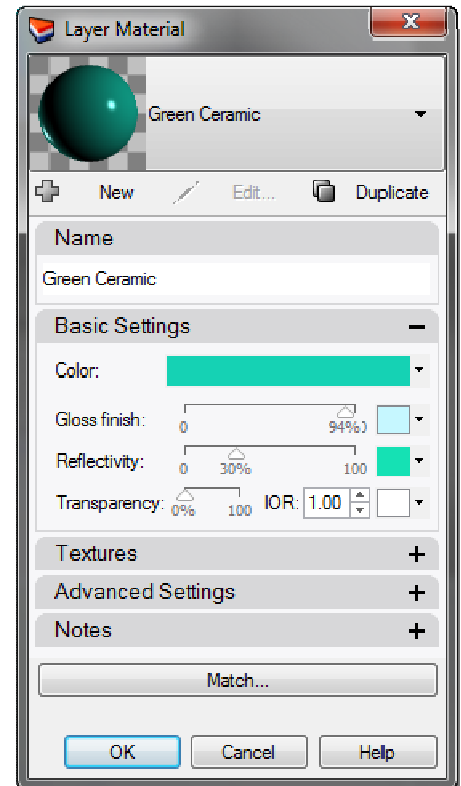 Layer Material
Green Ceramic
New Edit... Duplicate
Name
Green Ceramic
Basic Settings
Color:
Gloss finish: 0 94%
Reflectivity: 0 30% 100
Transparency: 0% 100 IOR: 1.00
Textures
Advanced Settings
Notes
Match...
OK Cancel Help